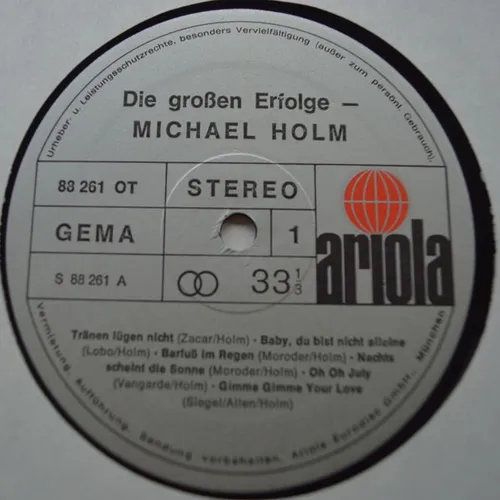 Urheber- u. Leistungsschutzrechte, besonders Vervielfältigung (außer zum persönl. Gebrauch),
Die großen Erfolge –
MICHAEL HOLM
88 261 OT
STEREO
GEMA
1
S 88 261 A
33 1/3
ariola
Tränen lügen nicht (Zacar/Holm) · Baby, du bist nicht alleine
(Lobo/Holm) · Barfuß im Regen (Moroder/Holm) · Nachts
scheint die Sonne (Moroder/Holm) · Oh Oh July
(Vangarde/Holm) · Gimme Gimme Your Love
(Siegel/Allen/Holm)
Vermietung, Aufführung, Sendung vorbehalten. Ariola Eurodisc GmbH., München